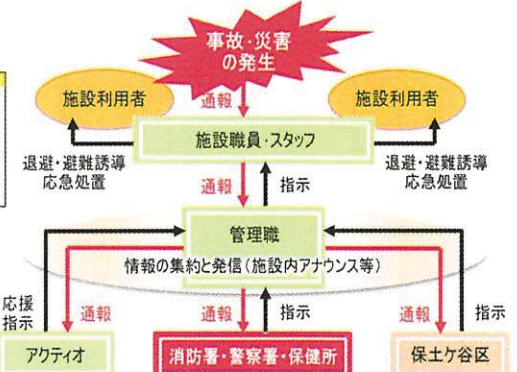 事故・災害
の発生
施設利用者
通報
施設利用者
施設職員・スタッフ
退避・避難誘導
応急処置
通報
指示
退避・避難誘導
応急処置
管理職
情報の集約と発信(施設内アナウンス等)
応援
指示
通報
通報
指示
通報
指示
アクティオ
消防署・警察署・保健所
保土ケ谷区